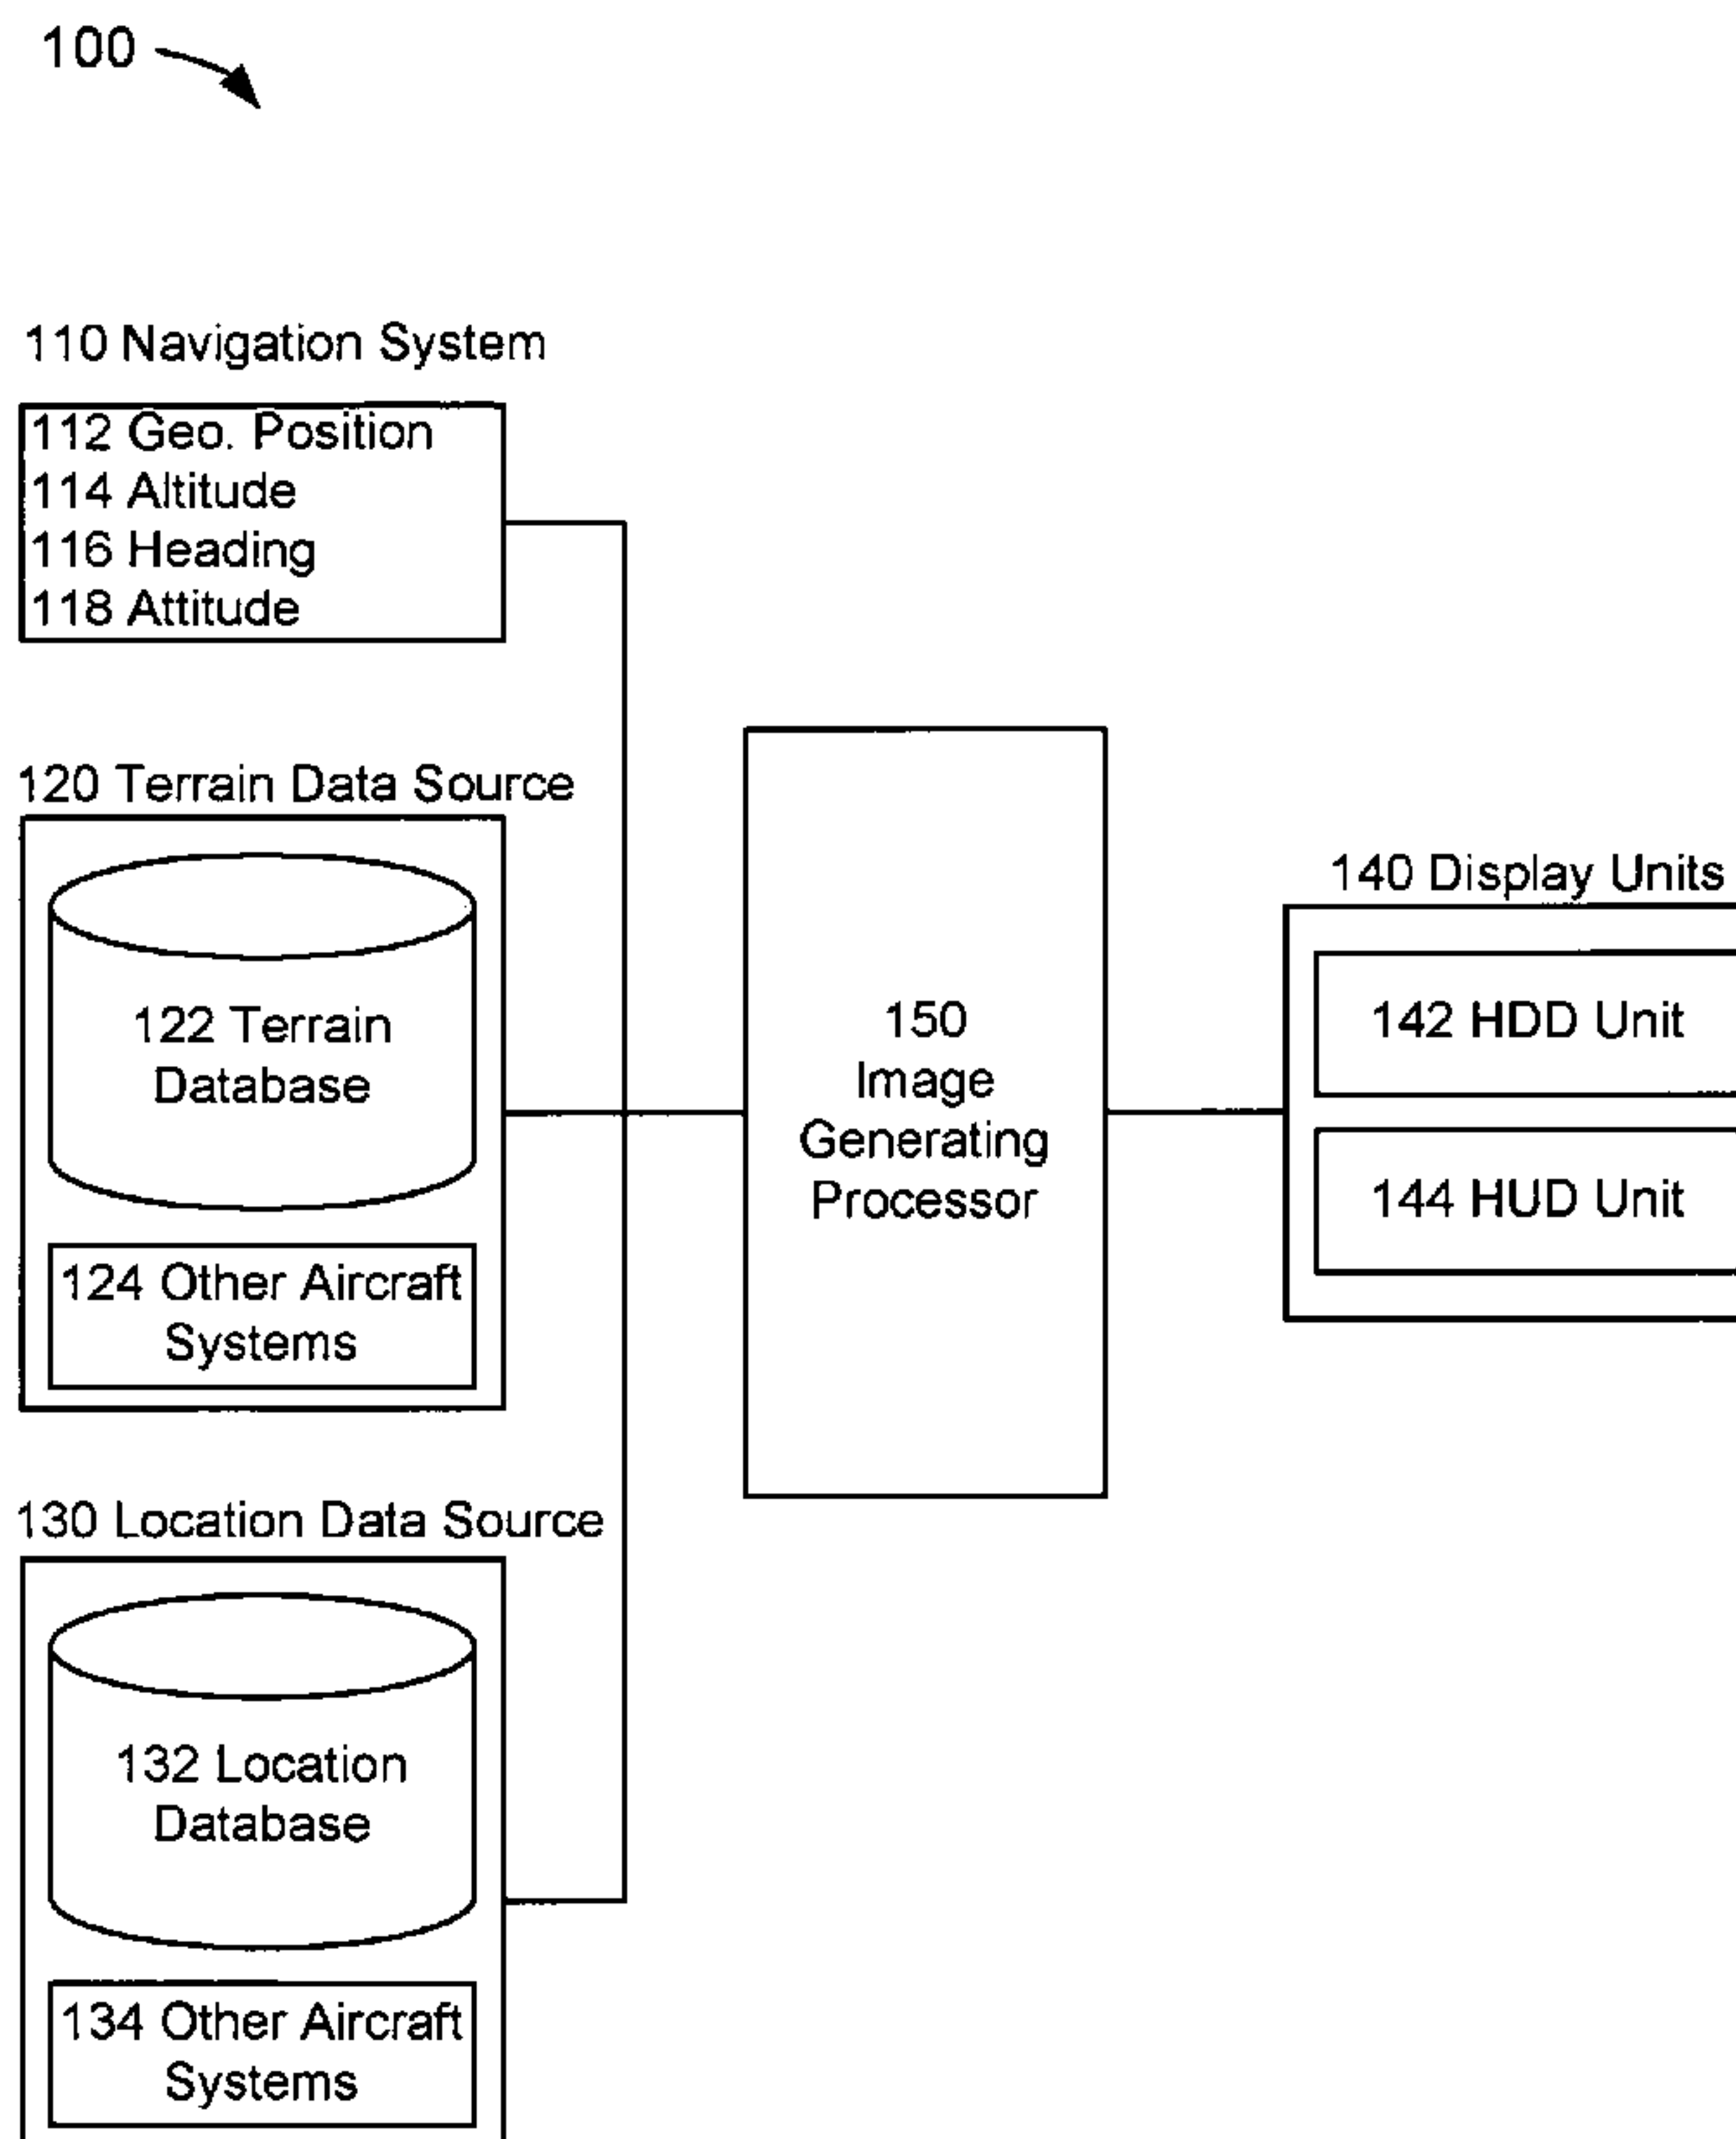 100
110 Navigation System
112 Geo. Position
114 Altitude
116 Heading
118 Attitude
120 Terrain Data Source
122 Terrain
Database
124 Other Aircraft
Systems
130 Location Data Source
132 Location
Database
134 Other Aircraft
Systems
150
Image
Generating
Processor
140 Display Units
142 HDD Unit
144 HUD Unit